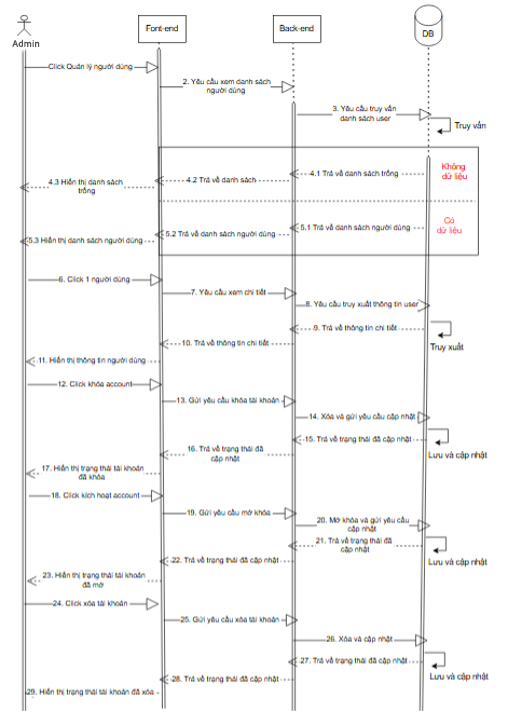 Admin
Font-end
Back-end
DB
Click Quản lý người dùng
2. Yêu cầu xem danh sách
người dùng
3. Yêu cầu truy vấn
danh sách user
Truy vấn
Không
dữ liệu
4.1 Trả về danh sách trống
4.2 Trả về danh sách
4.3 Hiển thị danh sách
trống
Có
dữ liệu
5.1 Trả về danh sách người dùng
5.2 Trả về danh sách người dùng
5.3 Hiển thị danh sách người dùng
6. Click 1 người dùng
7. Yêu cầu xem chi tiết
8. Yêu cầu truy xuất thông tin user
9. Trả về thông tin chi tiết
Truy xuất
10. Trả về thông tin chi tiết
11. Hiển thị thông tin người dùng
12. Click khóa account
13. Gửi yêu cầu khóa tài khoản
14. Xóa và gửi yêu cầu cập nhật
15. Trả về trạng thái đã cập nhật
Lưu và cập nhật
16. Trả về trạng thái đã
cập nhật
17. Hiển thị trạng thái tài khoản
đã khóa
18. Click kích hoạt account
19. Gửi yêu cầu mở khóa
20. Mở khóa và gửi yêu cầu
cập nhật
21. Trả về trạng thái đã
cập nhật
Lưu và cập nhật
22. Trả về trạng thái đã cập nhật
23. Hiển thị trạng thái tài khoản
đã mở
24. Click xóa tài khoản
25. Gửi yêu cầu xóa tài khoản
26. Xóa và cập nhật
27. Trả về trạng thái đã cập nhật
Lưu và cập nhật
28. Trả về trạng thái đã cập nhật
29. Hiển thị trạng thái tài khoản đã xóa